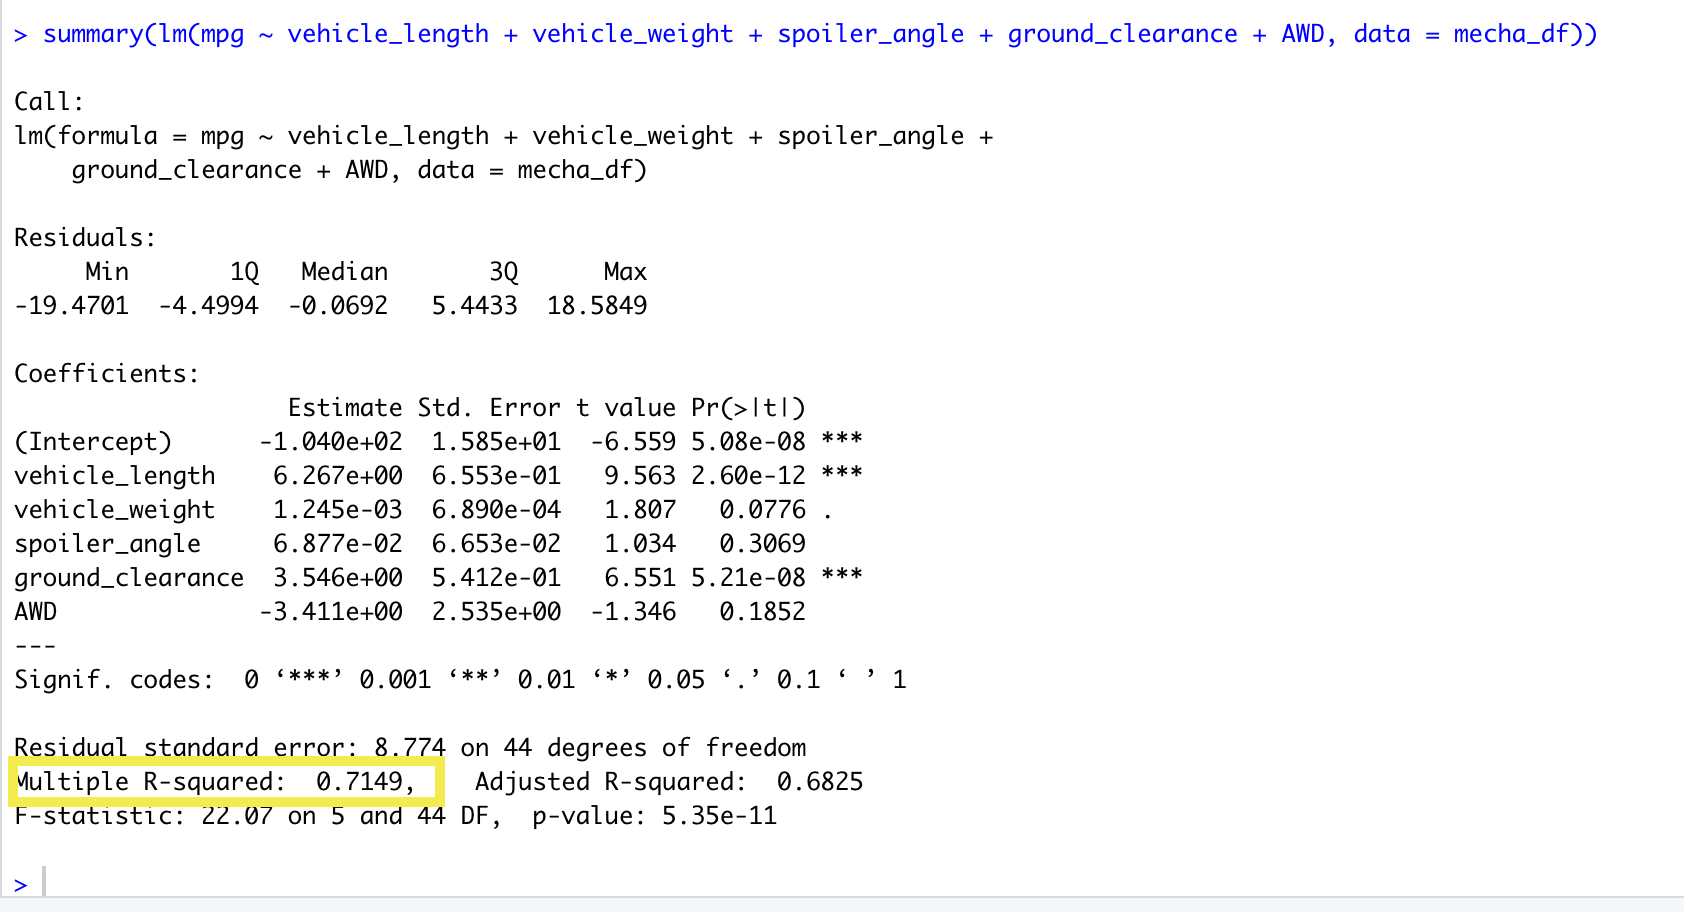 > summary(lm(mpg ~ vehicle_length + vehicle_weight + spoiler_angle + ground_clearance + AWD, data = mecha_df))
Call:
lm(formula = mpg ~ vehicle_length + vehicle_weight + spoiler_angle +
    ground_clearance + AWD, data = mecha_df)
Residuals:
     Min       1Q   Median       3Q      Max
-19.4701  -4.4994  -0.0692   5.4433  18.5849
Coefficients:
                   Estimate Std. Error t value Pr(>|t|)
(Intercept)      -1.040e+02  1.585e+01  -6.559 5.08e-08 ***
vehicle_length    6.267e+00  6.553e-01   9.563 2.60e-12 ***
vehicle_weight    1.245e-03  6.890e-04   1.807   0.0776 .
spoiler_angle     6.877e-02  6.653e-02   1.034   0.3069
ground_clearance  3.546e+00  5.412e-01   6.551 5.21e-08 ***
AWD              -3.411e+00  2.535e+00  -1.346   0.1852
---
Signif. codes:  0 ‘***’ 0.001 ‘**’ 0.01 ‘*’ 0.05 ‘.’ 0.1 ‘ ’ 1
Residual standard error: 8.774 on 44 degrees of freedom
Multiple R-squared:  0.7149,    Adjusted R-squared:  0.6825
F-statistic: 22.07 on 5 and 44 DF,  p-value: 5.35e-11
>